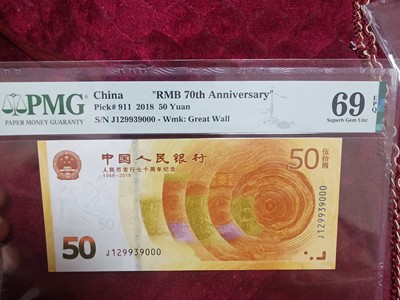 PMG
PAPER MONEY GUARANTY
China "RMB 70th Anniversary"
Pick# 911 2018 50 Yuan
S/N J129939000 - Wmk: Great Wall
69 EPQ
Superb Gem Unc
中国人民银行
人民币发行七十周年纪念
1948-2018
50
伍拾圆
50
50
J129939000
J129939000